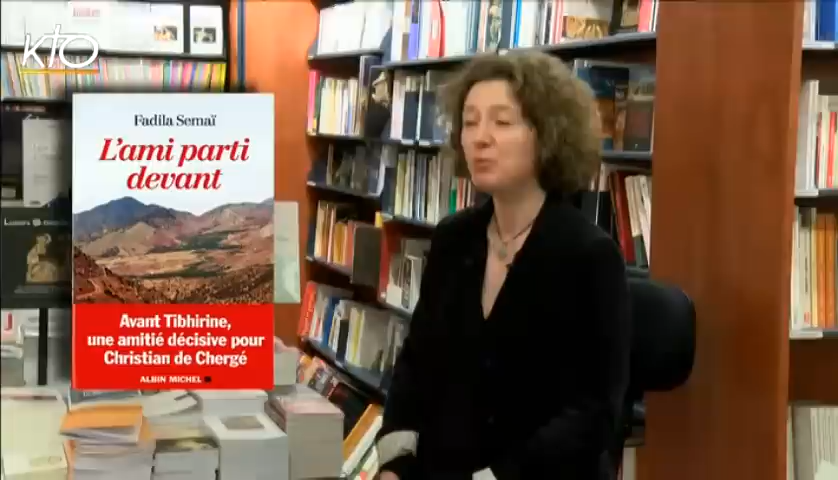 KTO
Fadila Semaï
L'ami parti
devant
Avant Tibhirine,
une amitié décisive pour
Christian de Chergé
ALBIN MICHEL